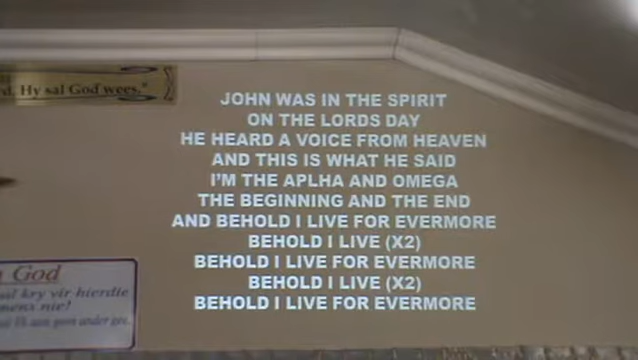 rd. Hy sal God wees."
JOHN WAS IN THE SPIRIT
ON THE LORDS DAY
HE HEARD A VOICE FROM HEAVEN
AND THIS IS WHAT HE SAID
I'M THE APLHA AND OMEGA
THE BEGINNING AND THE END
AND BEHOLD I LIVE FOR EVERMORE
BEHOLD I LIVE (X2)
BEHOLD I LIVE FOR EVERMORE
BEHOLD I LIVE (X2)
BEHOLD I LIVE FOR EVERMORE
God
kry vir hierdie
nie!